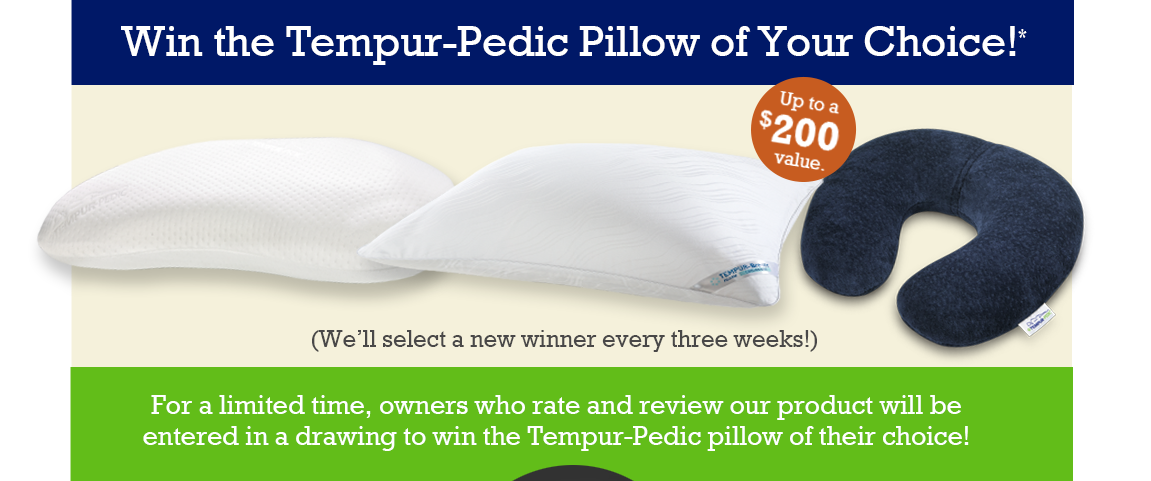 Win the Tempur-Pedic Pillow of Your Choice!*
Up to a
$200
value.
(We'll select a new winner every three weeks!)
For a limited time, owners who rate and review our product will be
entered in a drawing to win the Tempur-Pedic pillow of their choice!